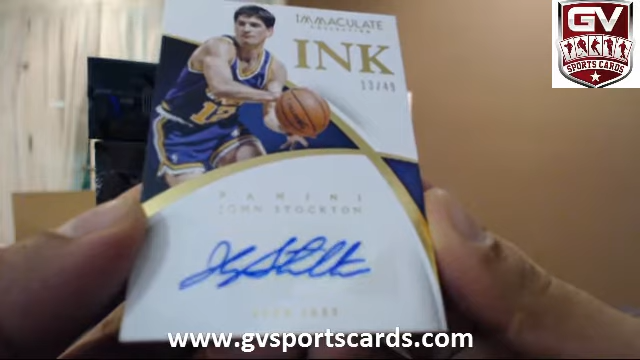 IMMACULATE
COLLECTION
INK
13/49
12
PANINI
JOHN STOCKTON
GV
SPORTS CARDS
www.gvsportscards.com